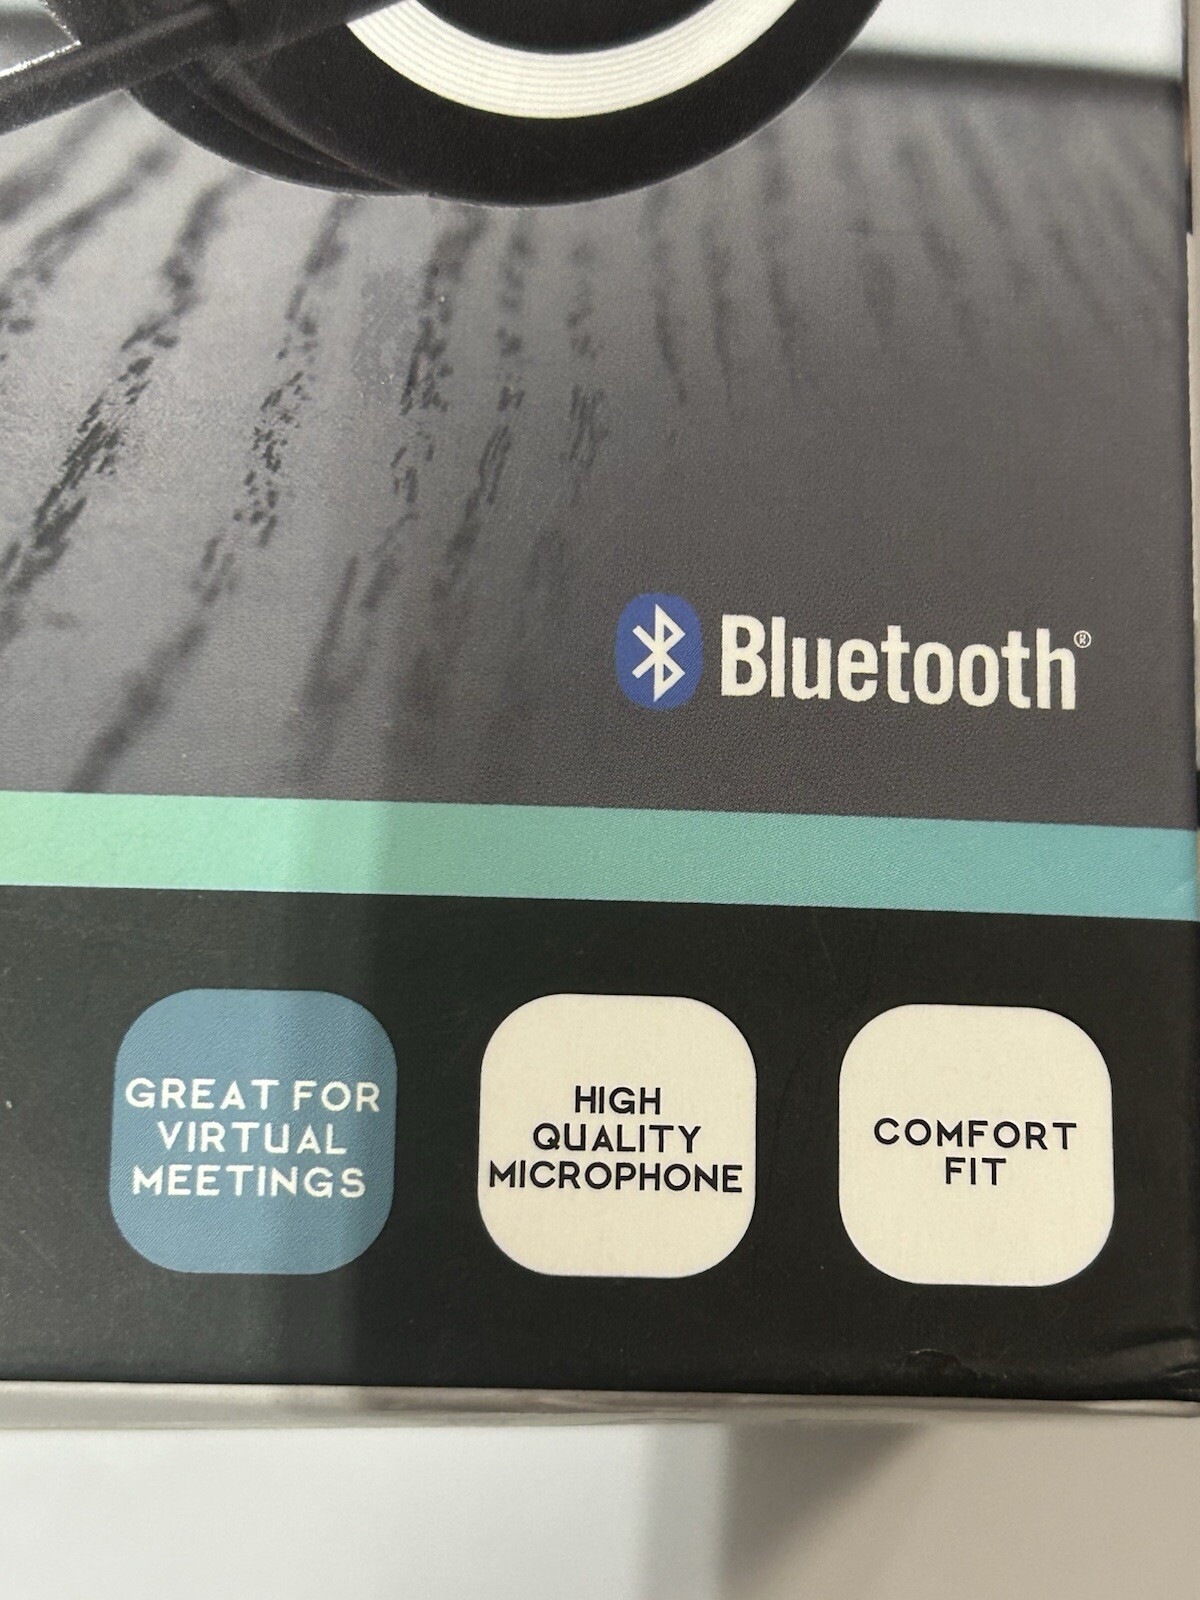 Bluetooth®
GREAT FOR
VIRTUAL
MEETINGS
HIGH
QUALITY
MICROPHONE
COMFORT
FIT